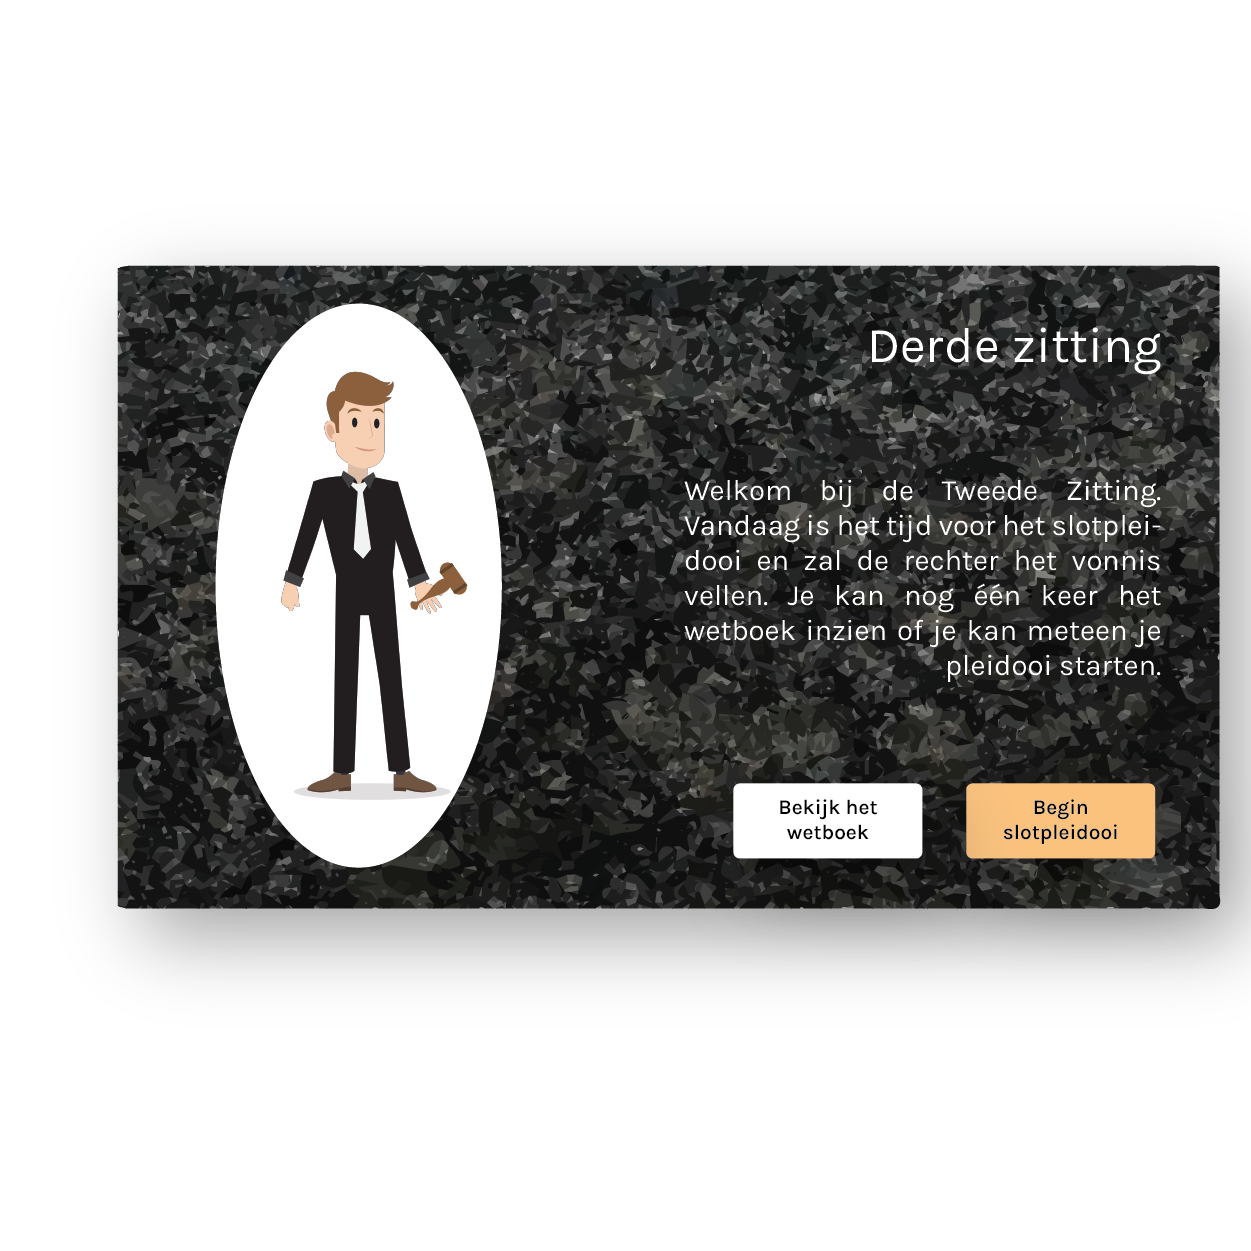 Derde zitting
Welkom bij de Tweede Zitting.
Vandaag is het tijd voor het slotplei-
dooi en zal de rechter het vonnis
vellen. Je kan nog één keer het
wetboek inzien of je kan meteen je
pleidooi starten.
Bekijk het
wetboek
Begin
slotpleidooi